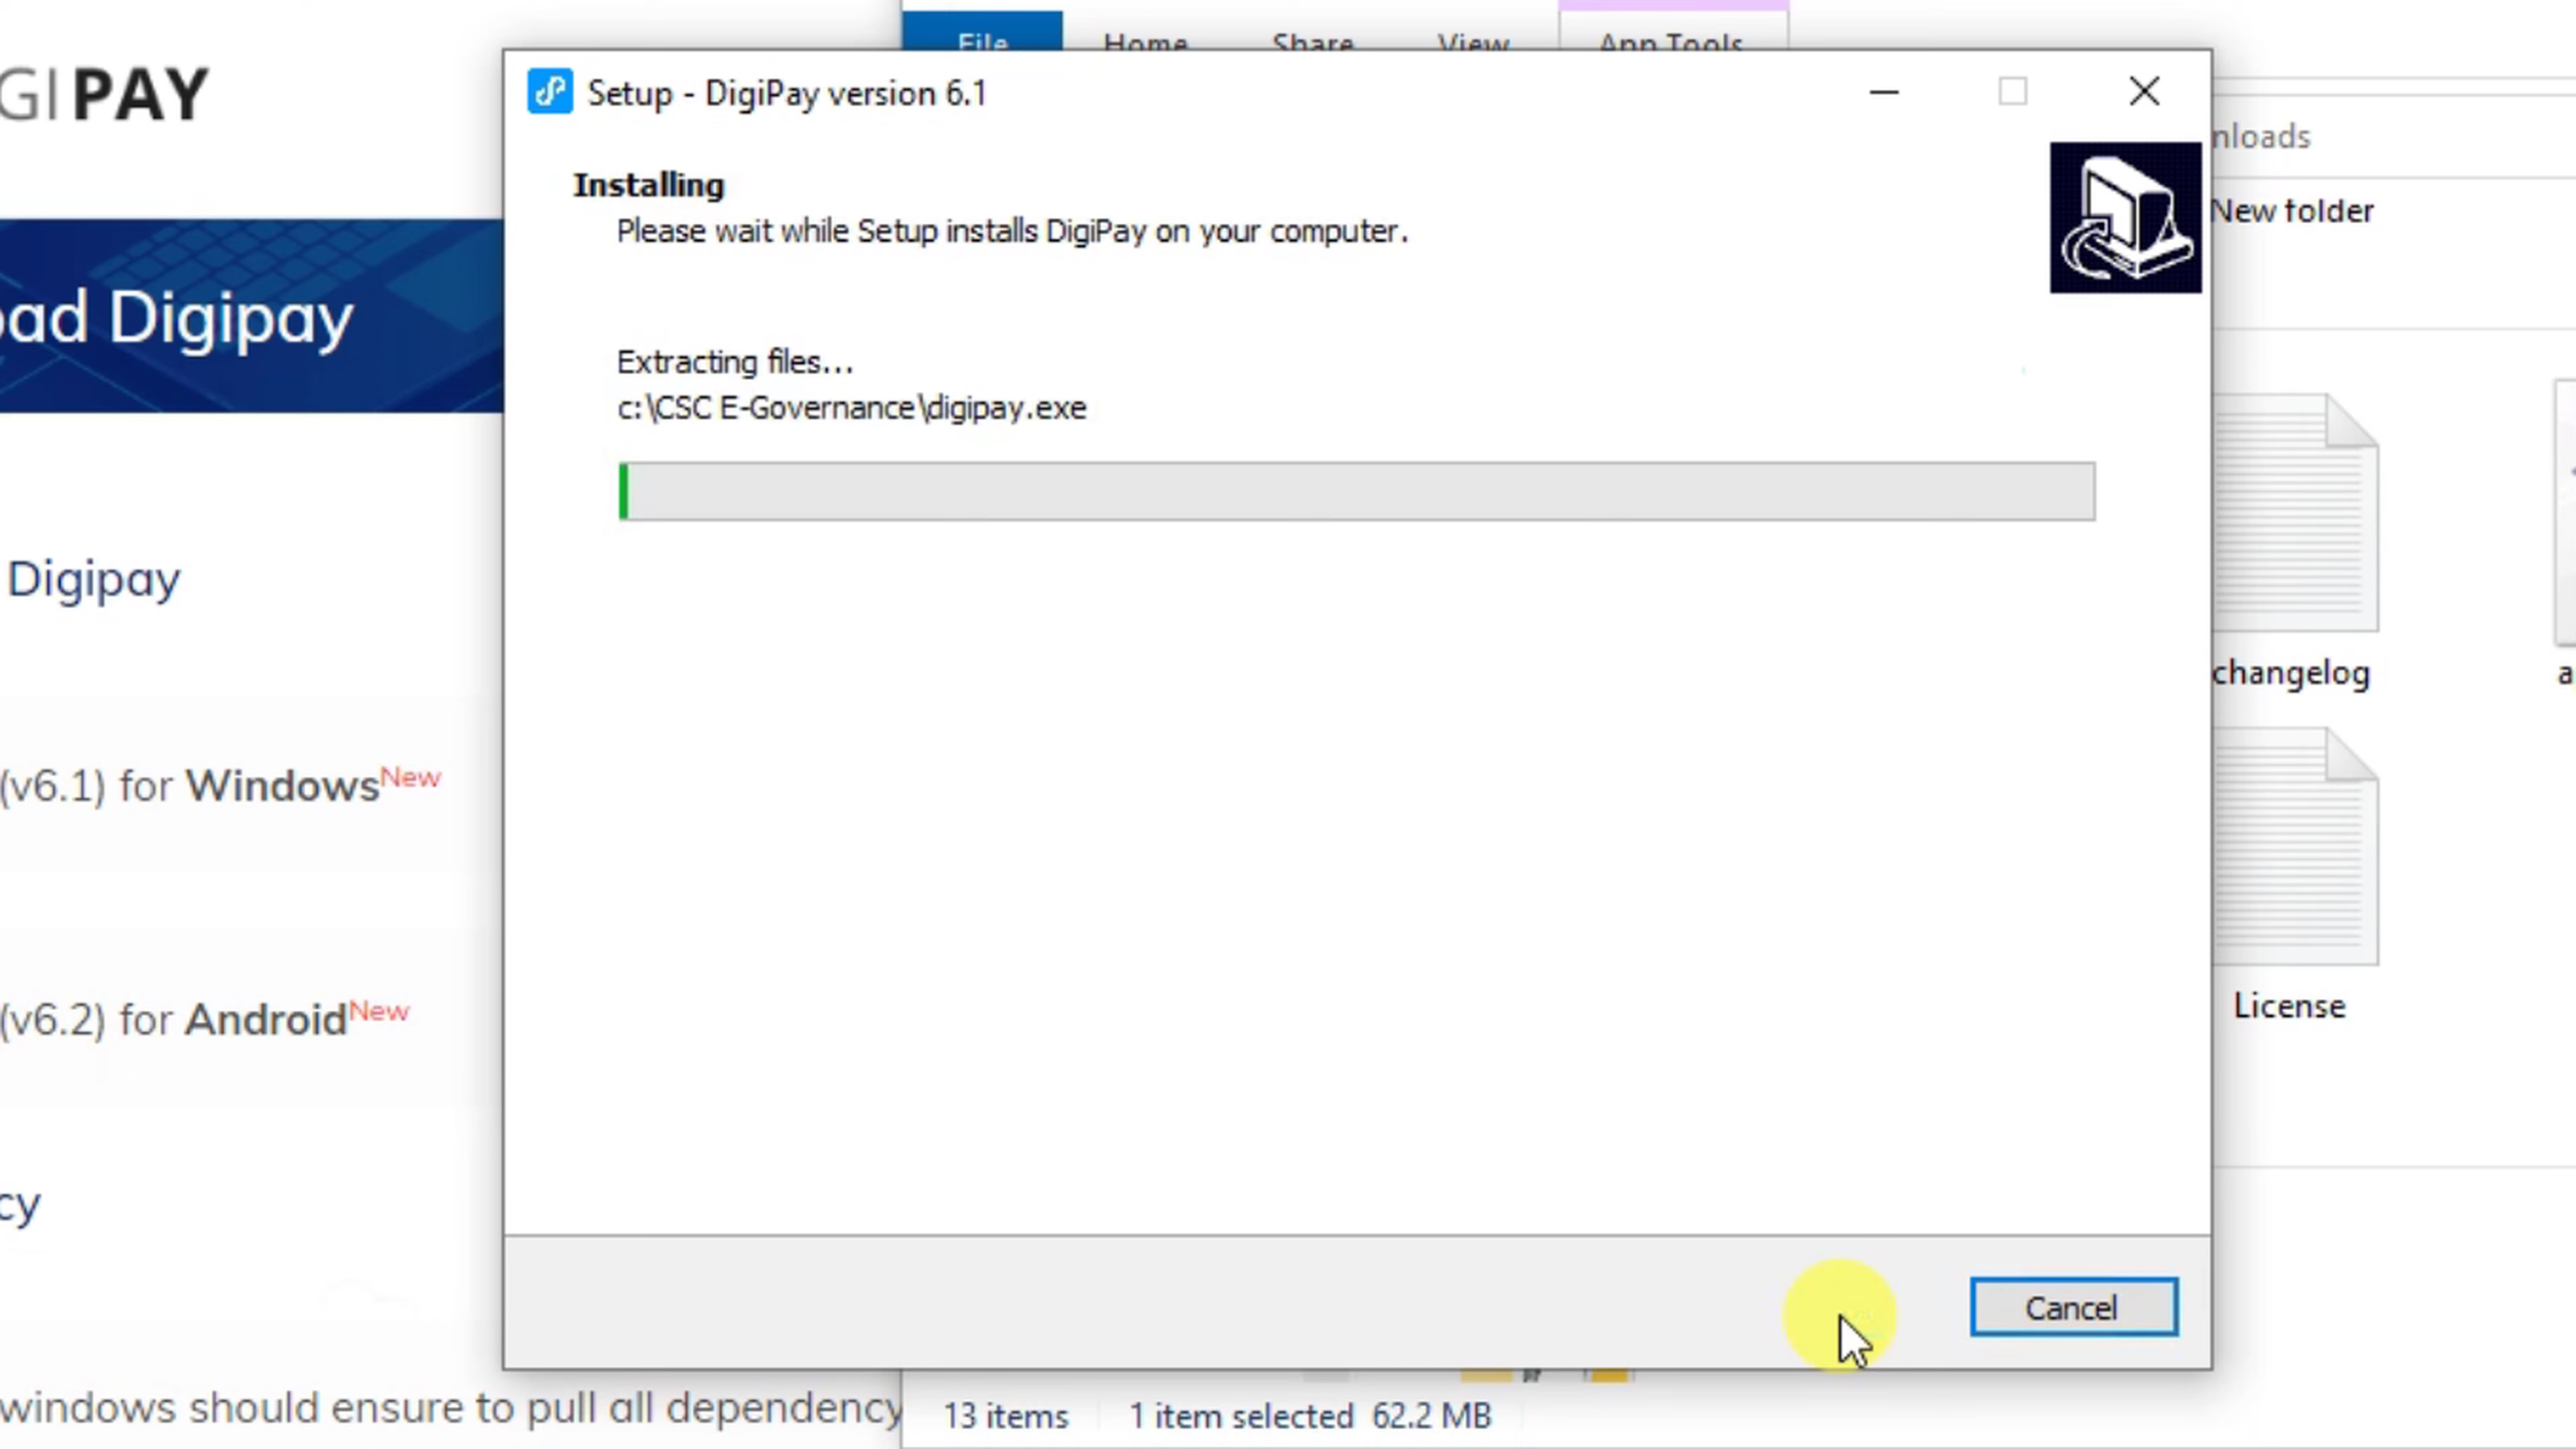 GIPAY
File Home Share View App Tools
Setup - DigiPay version 6.1
nloads
Installing
Please wait while Setup installs DigiPay on your computer.
New folder
oad Digipay
Extracting files...
c:\CSC E-Governance\digipay.exe
Digipay
changelog
a
(v6.1) for Windows New
(v6.2) for Android New
License
cy
Cancel
windows should ensure to pull all dependency
13 items 1 item selected 62.2 MB